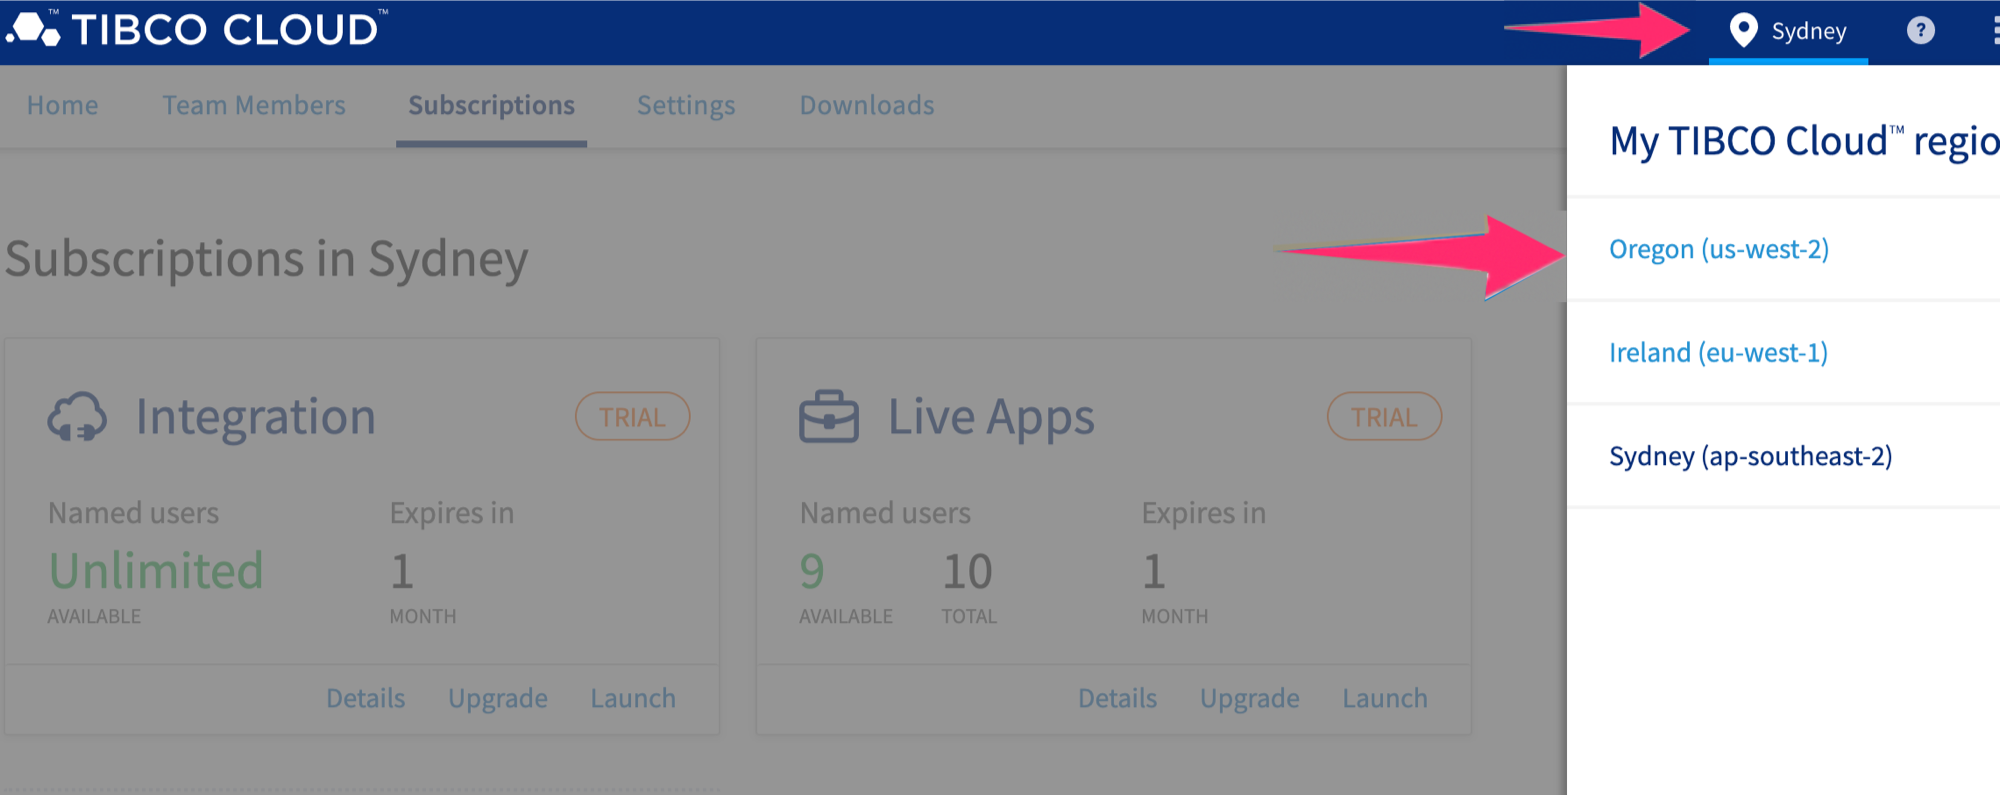 TIBCO CLOUD™
Sydney
?
Home Team Members Subscriptions Settings Downloads
My TIBCO Cloud™ regio
Subscriptions in Sydney
Oregon (us-west-2)
Ireland (eu-west-1)
Sydney (ap-southeast-2)
Integration TRIAL
Named users Expires in
Unlimited 1
AVAILABLE MONTH
Details Upgrade Launch
Live Apps TRIAL
Named users Expires in
9 10 1
AVAILABLE TOTAL MONTH
Details Upgrade Launch